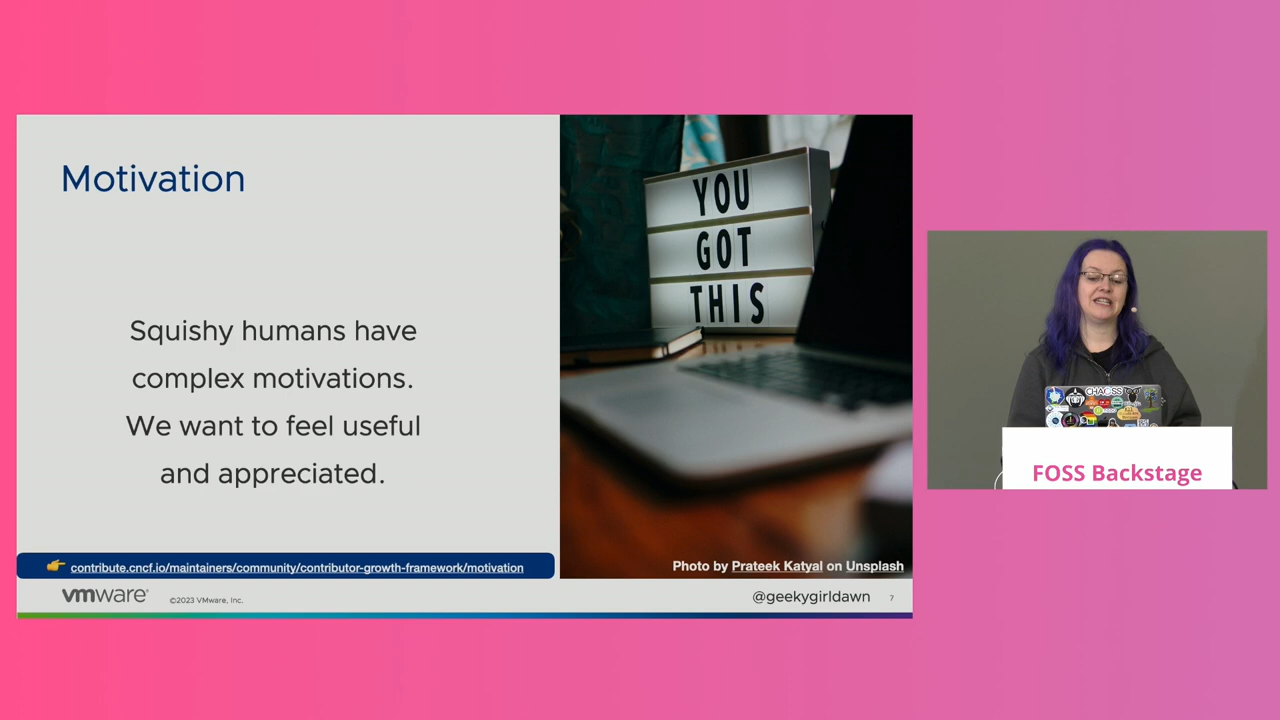 Motivation
Squishy humans have
complex motivations.
We want to feel useful
and appreciated.
👉 contribute.cncf.io/maintainers/community/contributor-growth-framework/motivation
YOU
GOT
THIS
Photo by Prateek Katyal on Unsplash
vmware®
©2023 VMware, Inc.
@geekygirldawn
7
CHAOSS
FOSS Backstage